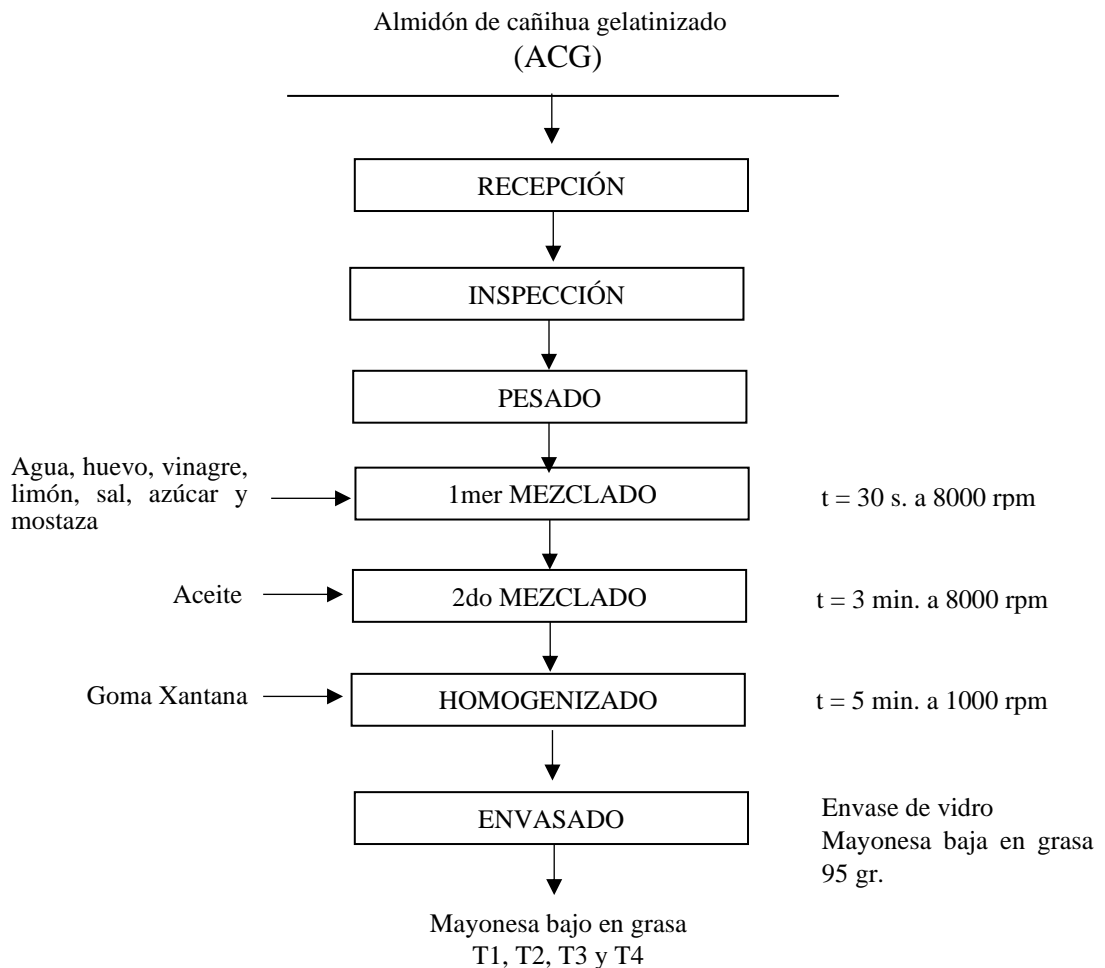 Almidón de cañihua gelatinizado
(ACG)
RECEPCIÓN
INSPECCIÓN
PESADO
Agua, huevo, vinagre,
limón, sal, azúcar y
mostaza
1mer MEZCLADO
t = 30 s. a 8000 rpm
Aceite
2do MEZCLADO
t = 3 min. a 8000 rpm
Goma Xantana
HOMOGENIZADO
t = 5 min. a 1000 rpm
ENVASADO
Envase de vidro
Mayonesa baja en grasa
95 gr.
Mayonesa bajo en grasa
T1, T2, T3 y T4